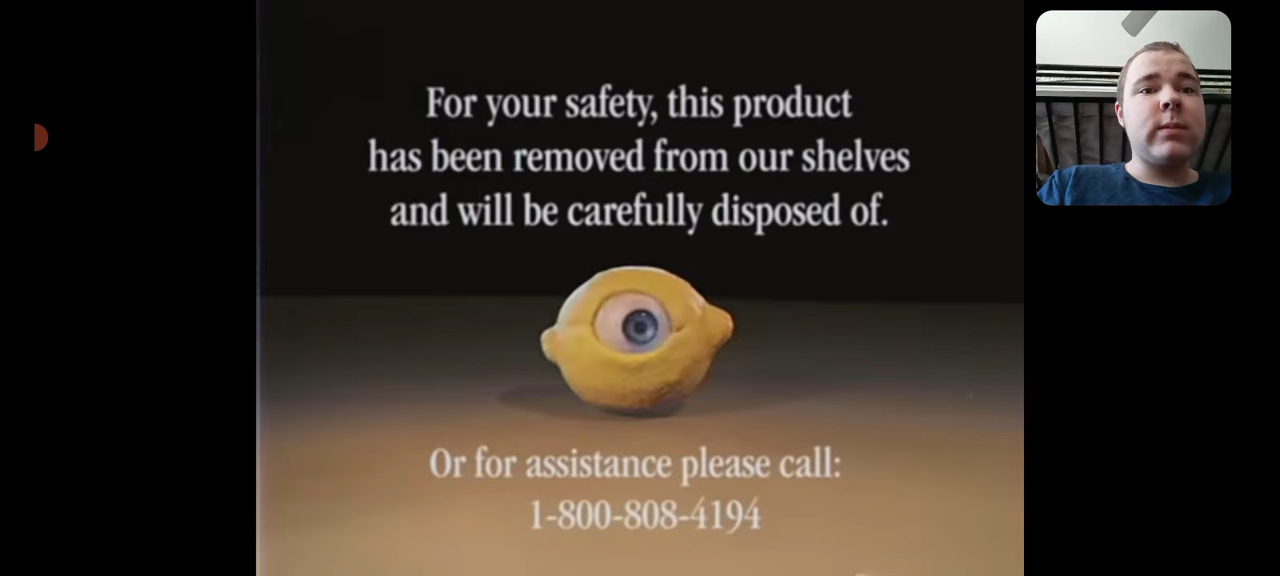 For your safety, this product
has been removed from our shelves
and will be carefully disposed of.
Or for assistance please call:
1-800-808-4194